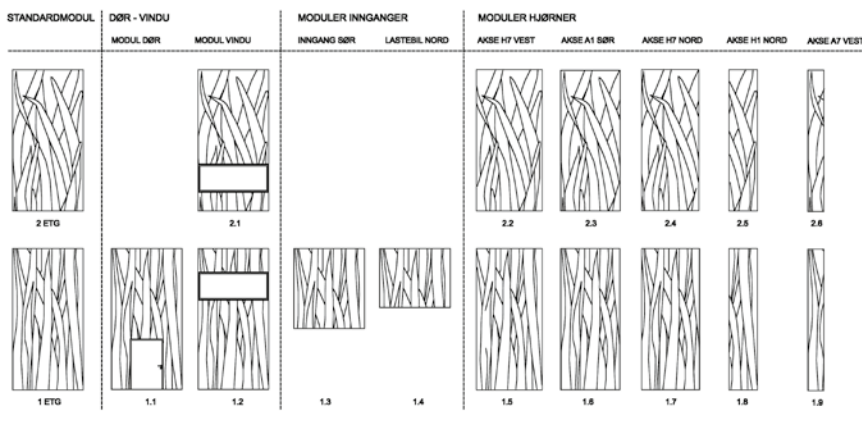 STANDARDMODUL DØR - VINDU MODULER INNGANGER MODULER HJØRNER
MODUL DØR MODUL VINDU INNGANG SØR LASTEBIL NORD AKSE H7 VEST AKSE A1 SØR AKSE H7 NORD AKSE H1 NORD AKSE A7 VEST
2 ETG 2.1 2.2 2.3 2.4 2.5 2.6
1 ETG 1.1 1.2 1.3 1.4 1.5 1.6 1.7 1.8 1.9